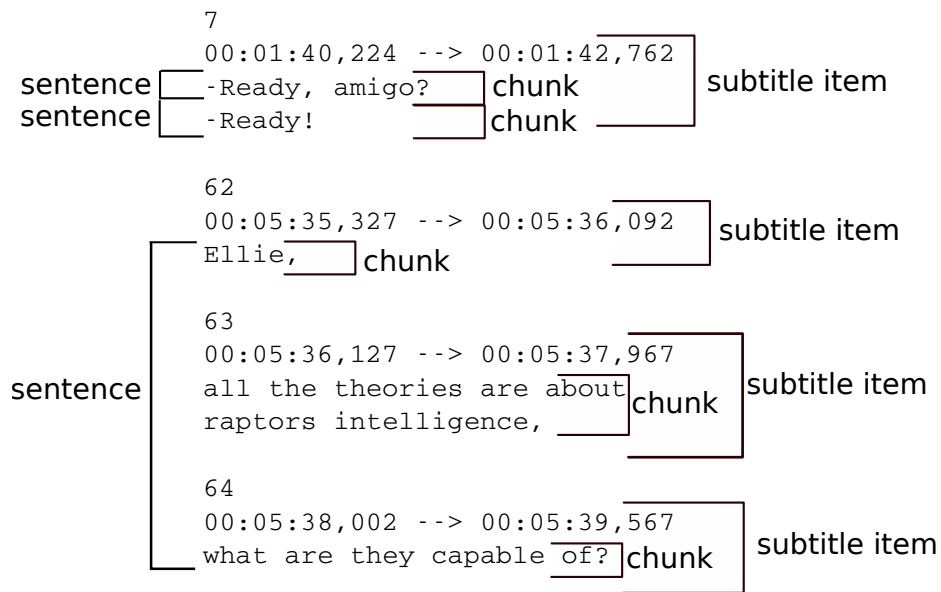 7
00:01:40,224 --> 00:01:42,762
subtitle item
sentence -Ready, amigo? chunk
sentence -Ready! chunk
62
00:05:35,327 --> 00:05:36,092
subtitle item
Ellie, chunk
63
00:05:36,127 --> 00:05:37,967
sentence all the theories are about chunk subtitle item
raptors intelligence,
64
00:05:38,002 --> 00:05:39,567
what are they capable of? chunk subtitle item